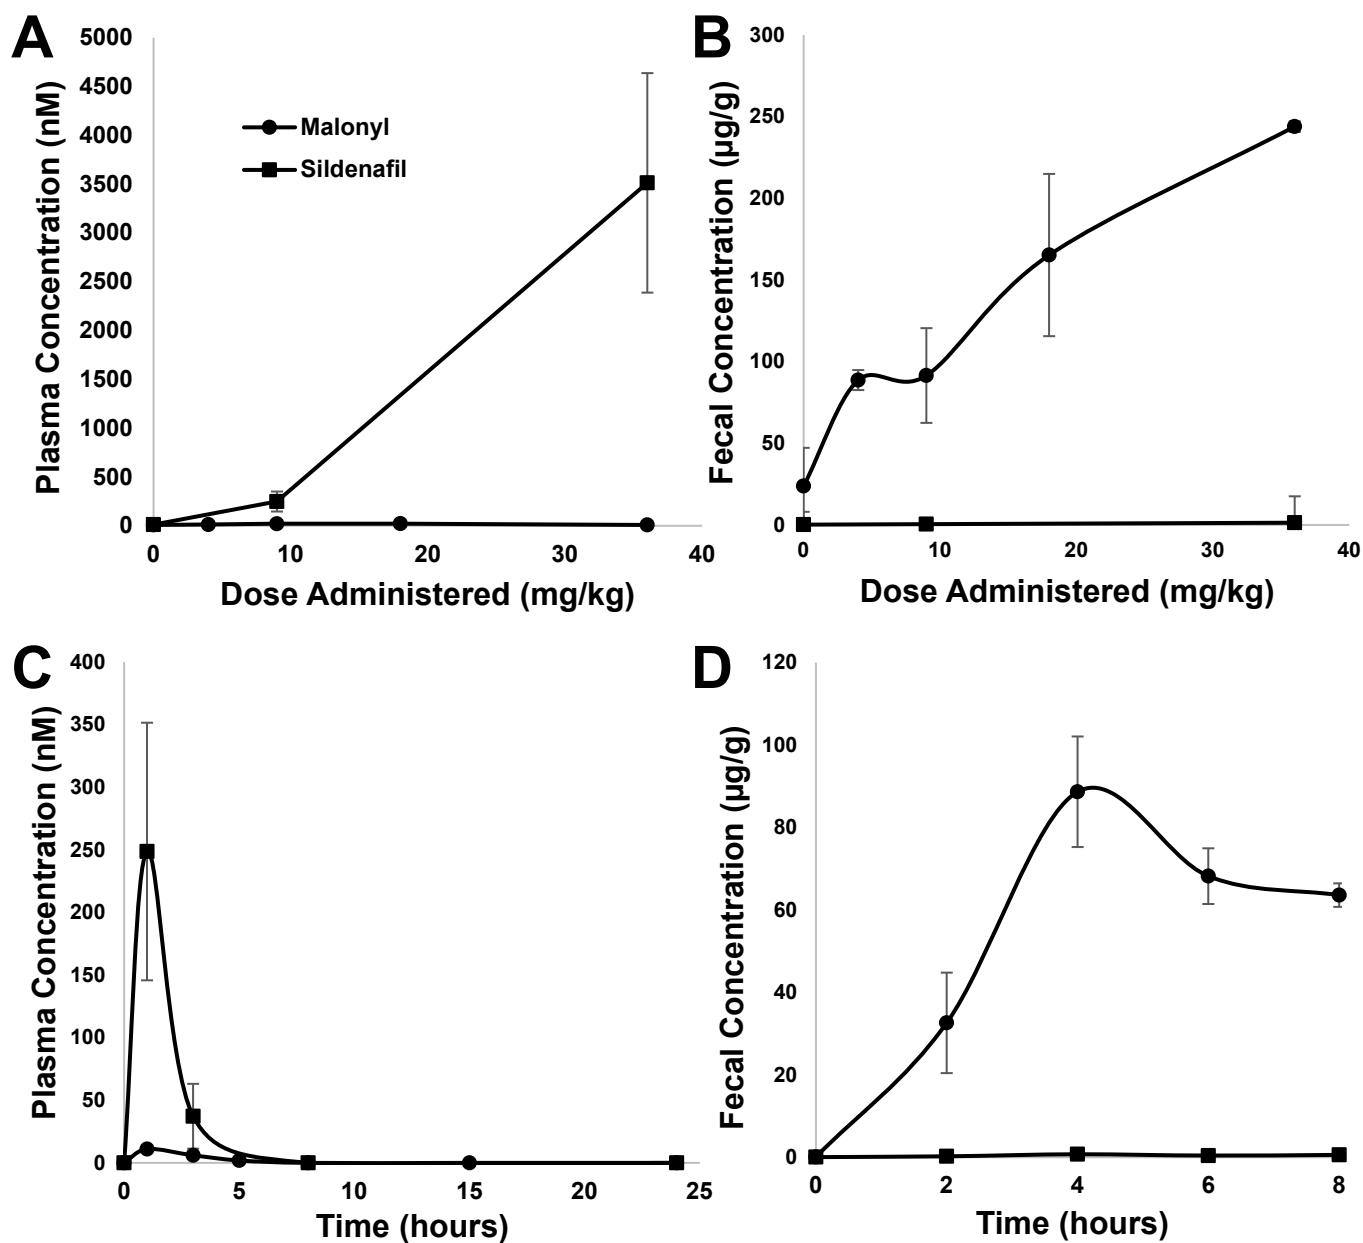 A
Plasma Concentration (nM)
5000
4500
4000
3500
3000
2500
2000
1500
1000
500
0
Malonyl
Sildenafil
0 10 20 30 40
Dose Administered (mg/kg)
B
Fecal Concentration (µg/g)
300
250
200
150
100
50
0
0 10 20 30 40
Dose Administered (mg/kg)
C
Plasma Concentration (nM)
400
350
300
250
200
150
100
50
0
0 5 10 15 20 25
Time (hours)
D
Fecal Concentration (µg/g)
120
100
80
60
40
20
0
0 2 4 6 8
Time (hours)